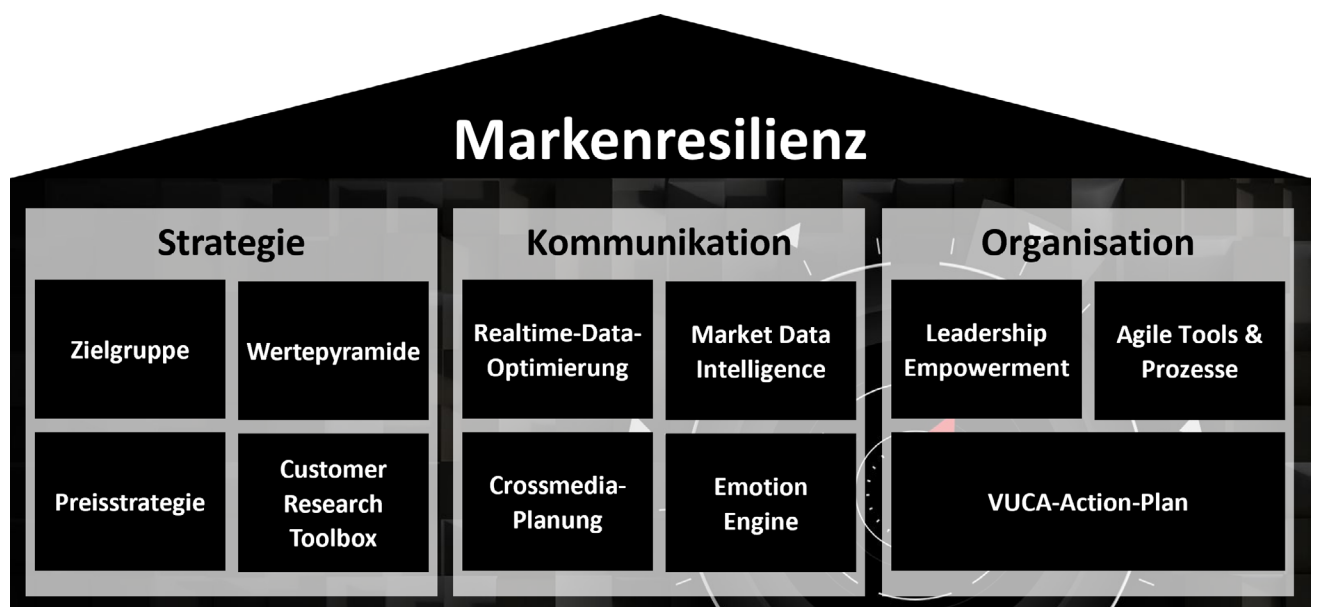 Markenresilienz
Strategie
Zielgruppe
Wertepyramide
Preisstrategie
Customer
Research
Toolbox
Kommunikation
Realtime-Data-
Optimierung
Market Data
Intelligence
Crossmedia-
Planung
Emotion
Engine
Organisation
Leadership
Empowerment
Agile Tools &
Prozesse
VUCA-Action-Plan